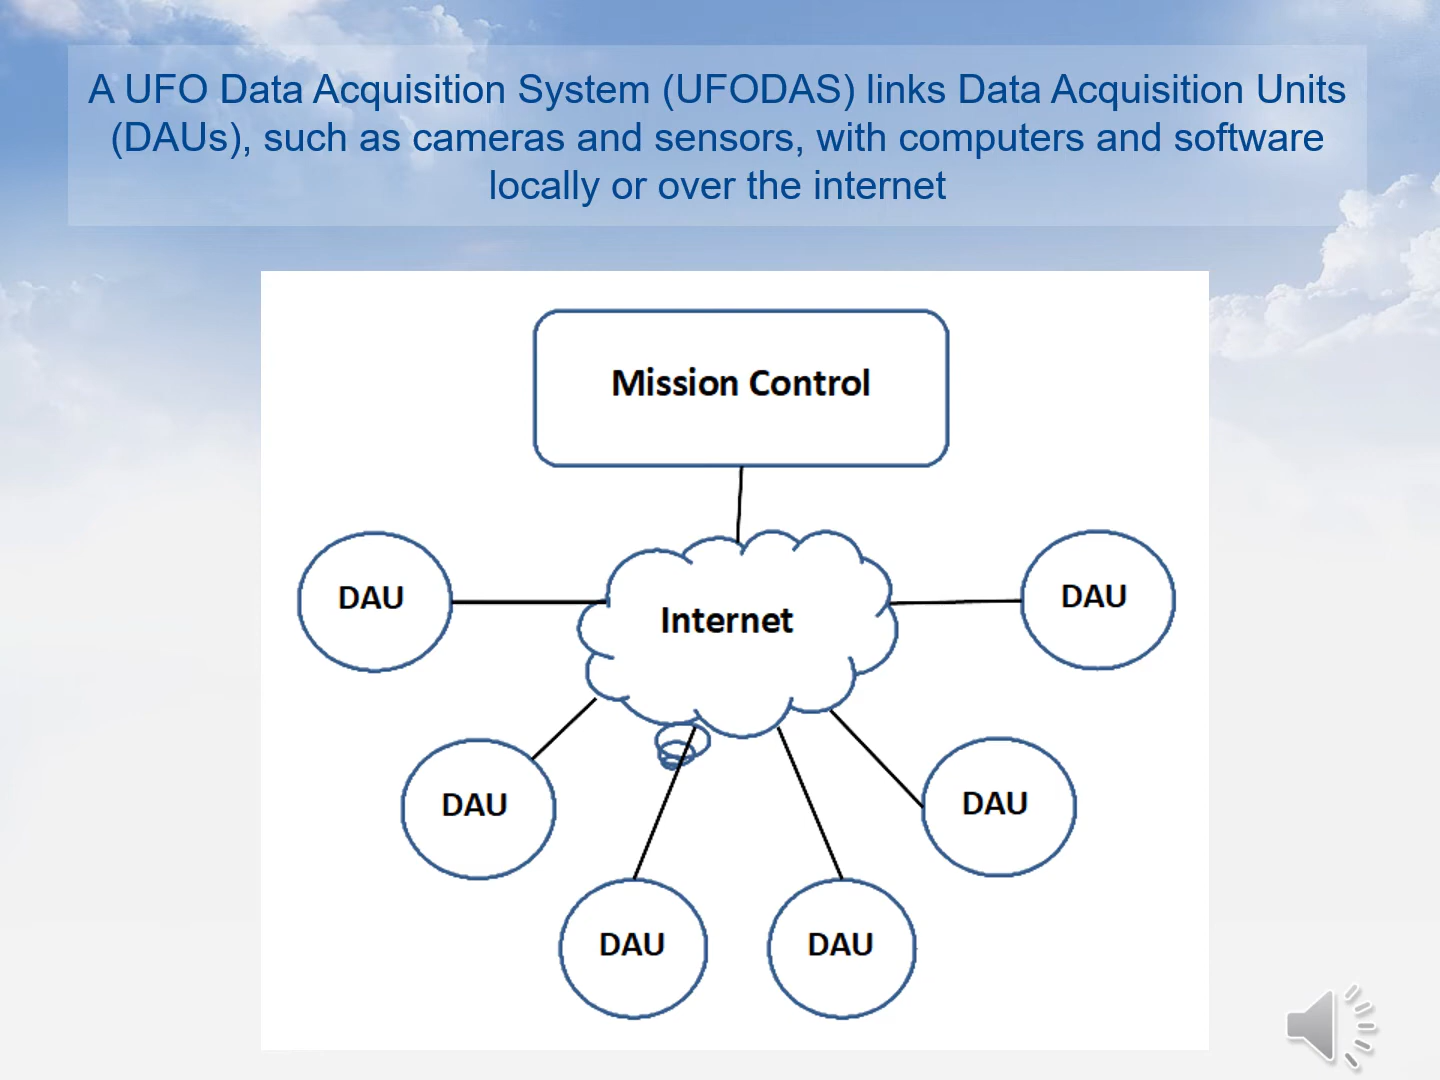 A UFO Data Acquisition System (UFODAS) links Data Acquisition Units
(DAUs), such as cameras and sensors, with computers and software
locally or over the internet
Mission Control
DAU
Internet
DAU
DAU
DAU
DAU
DAU